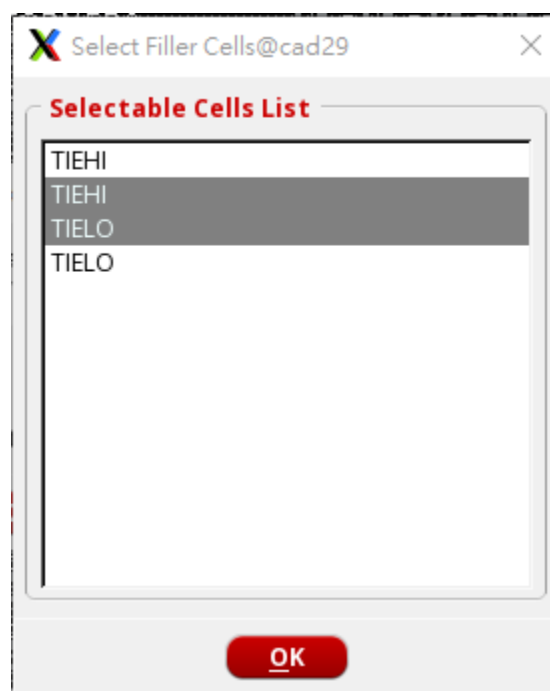 Select Filler Cells@cad29
Selectable Cells List
TIEHI
TIEHI
TIELO
TIELO
OK